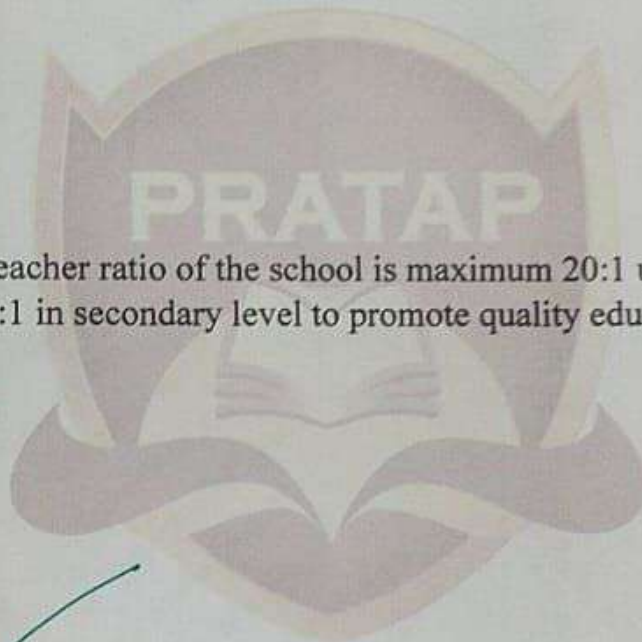 PRATAP
eacher ratio of the school is maximum 20:1
:1 in secondary level to promote quality edu